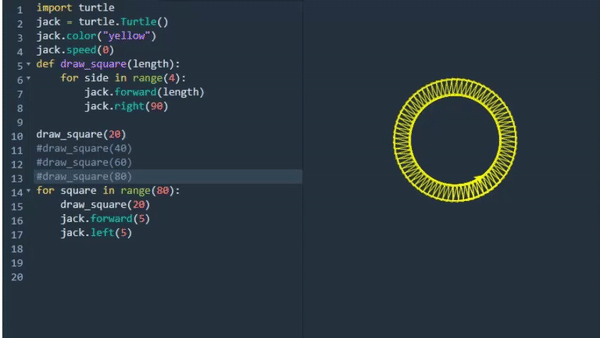 1 import turtle
2 jack = turtle.Turtle()
3 jack.color("yellow")
4 jack.speed(0)
5 def draw_square(length):
6 for side in range(4):
7 jack.forward(length)
8 jack.right(90)
9
10 draw_square(20)
11 #draw_square(40)
12 #draw_square(60)
13 #draw_square(80)
14 for square in range(80):
15 draw_square(20)
16 jack.forward(5)
17 jack.left(5)
18
19
20